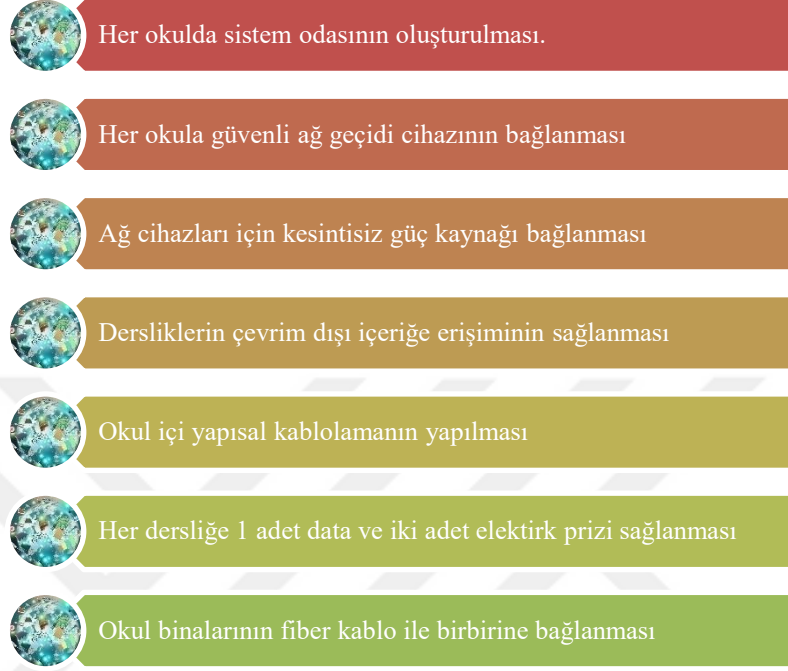 Her okulda sistem odasının oluşturulması.
Her okula güvenli ağ geçidi cihazının bağlanması
Ağ cihazları için kesintisiz güç kaynağı bağlanması
Dersliklerin çevrim dışı içeriğe erişiminin sağlanması
Okul içi yapısal kablolamanın yapılması
Her dersliğe 1 adet data ve iki adet elektirk prizi sağlanması
Okul binalarının fiber kablo ile birbirine bağlanması